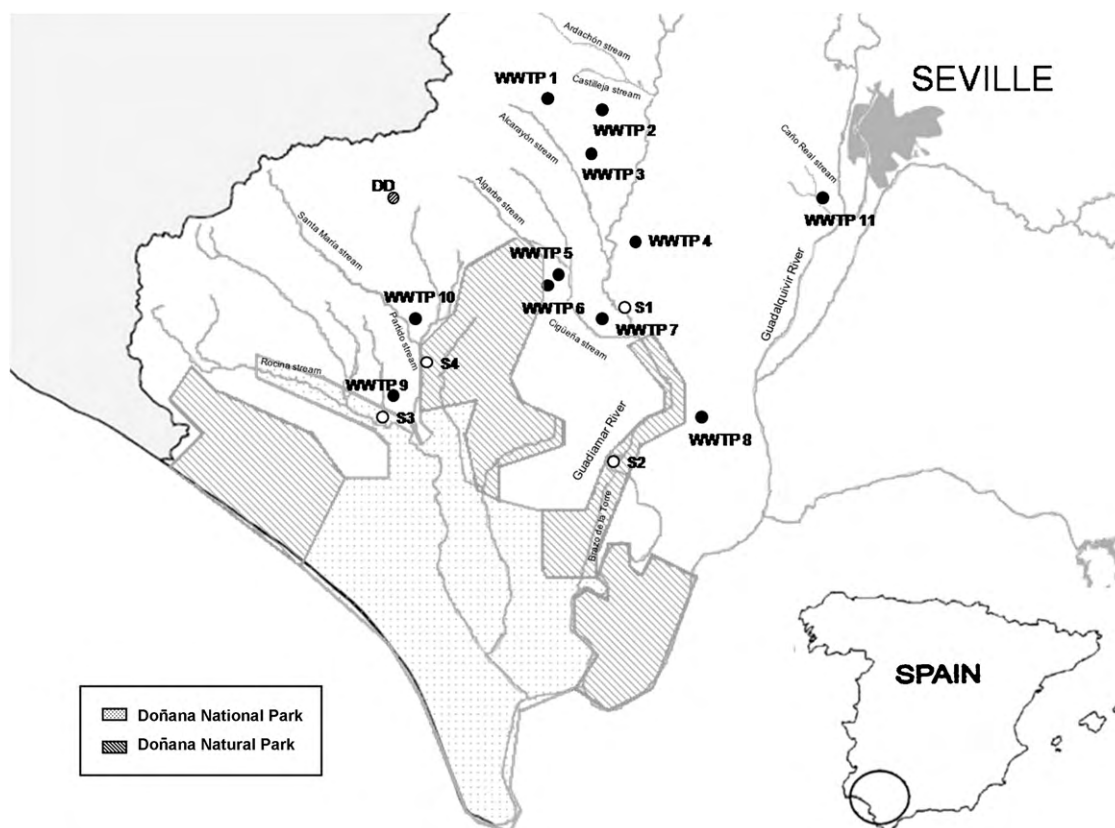 Ardachón stream
SEVILLE
WWTP 1
Castilleja stream
WWTP 2
Alcarayón stream
WWTP 3
Caño Real stream
DD
WWTP 11
Algarbe stream
Santa María stream
WWTP 4
WWTP 5
WWTP 6
Guadalquivir River
WWTP 10
S1
WWTP 7
Partido stream
Cigüeña stream
Rocina stream
S4
WWTP 9
S3
WWTP 8
Guadiamar River
S2
Brazo de la Torre
SPAIN
Doñana National Park
Doñana Natural Park